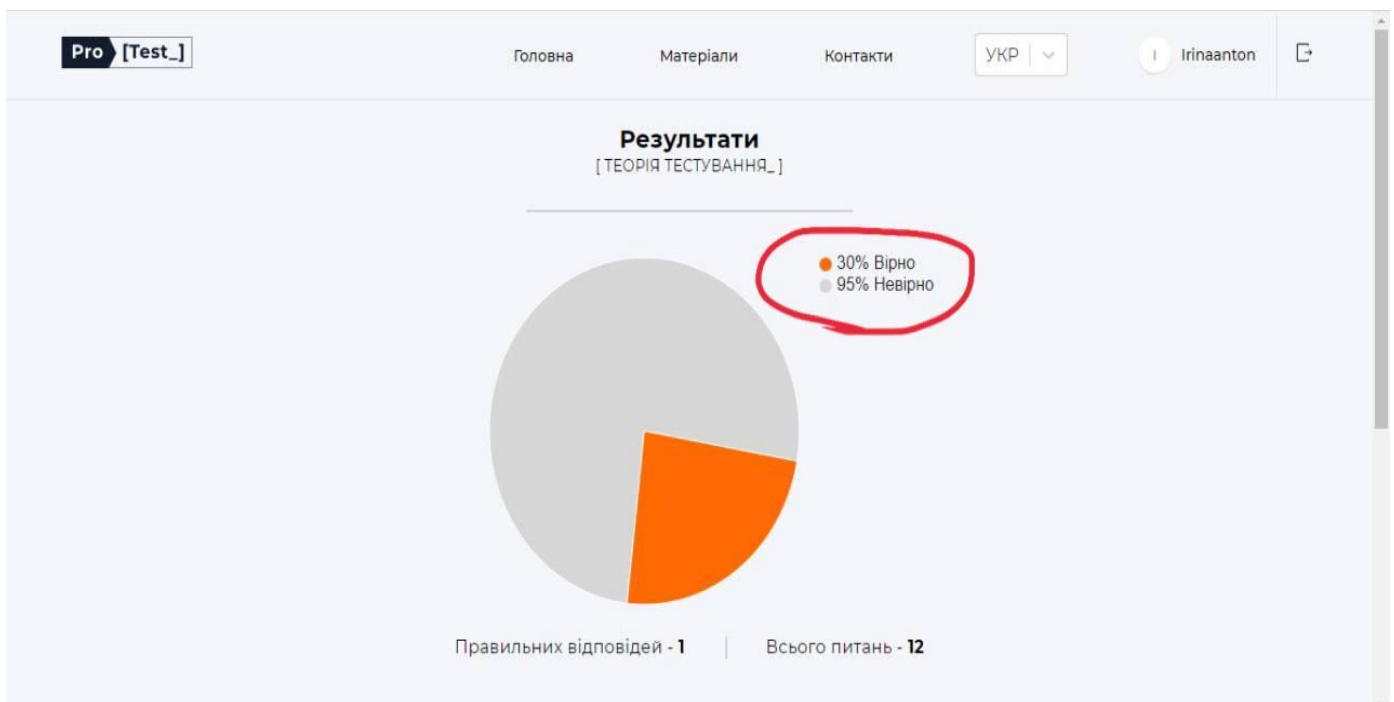 Pro [Test_] Головна Матеріали Контакти УКР I Irinaanton
Результати
[ ТЕОРІЯ ТЕСТУВАННЯ_ ]
30% Вірно
95% Невірно
Правильних відповідей - 1 Всього питань - 12